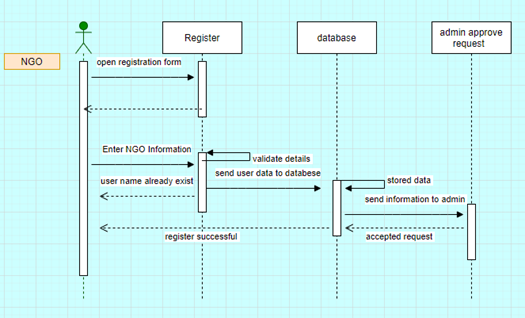 Register
database
admin approve
request
NGO
open registration form
Enter NGO Information
validate details
send user data to databese
user name already exist
stored data
send information to admin
register successful
accepted request